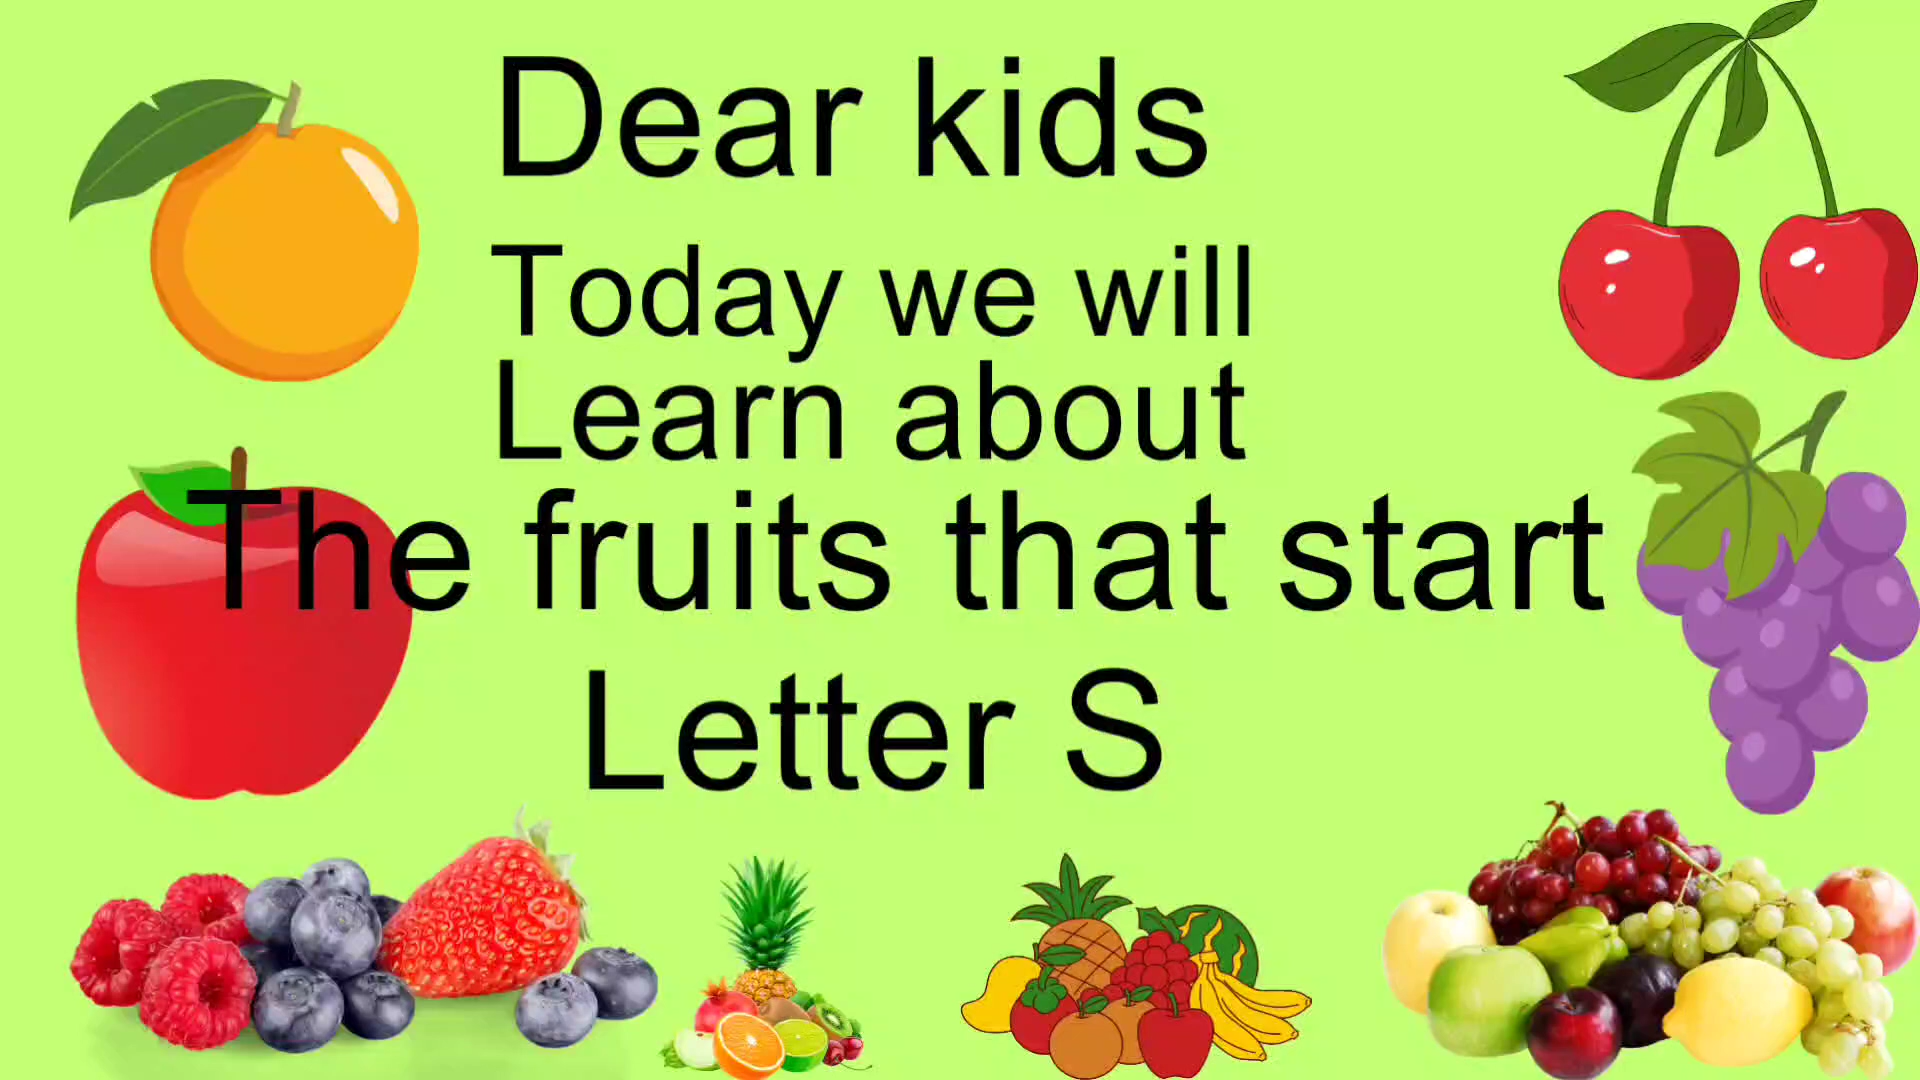 Dear kids
Today we will
Learn about
The fruits that start
Letter S